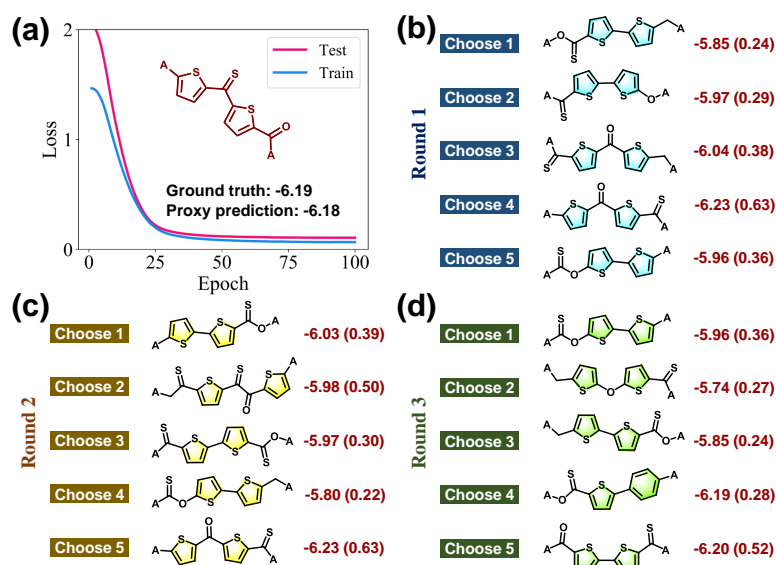 (a)
2
1
0
Loss
0
25
50
75
100
Epoch
Test
Train
A
S
S
S
O
A
Ground truth: -6.19
Proxy prediction: -6.18
(b)
Round 1
Choose 1
A
O
S
S
S
A
-5.85 (0.24)
Choose 2
A
S
S
S
O
A
-5.97 (0.29)
Choose 3
A
S
S
O
S
A
-6.04 (0.38)
Choose 4
A
S
O
S
S
A
-6.23 (0.63)
Choose 5
A
S
O
S
S
A
-5.96 (0.36)
(c)
Round 2
Choose 1
A
S
S
S
O
A
-6.03 (0.39)
Choose 2
A
S
S
S
O
S
A
-5.98 (0.50)
Choose 3
A
S
S
S
S
O
A
-5.97 (0.30)
Choose 4
A
S
O
S
S
A
-5.80 (0.22)
Choose 5
A
S
O
S
S
A
-6.23 (0.63)
(d)
Round 3
Choose 1
A
S
O
S
S
A
-5.96 (0.36)
Choose 2
A
S
O
S
S
A
-5.74 (0.27)
Choose 3
A
S
S
S
O
A
-5.85 (0.24)
Choose 4
A
O
S
S
A
-6.19 (0.28)
Choose 5
O
A
S
S
S
A
-6.20 (0.52)